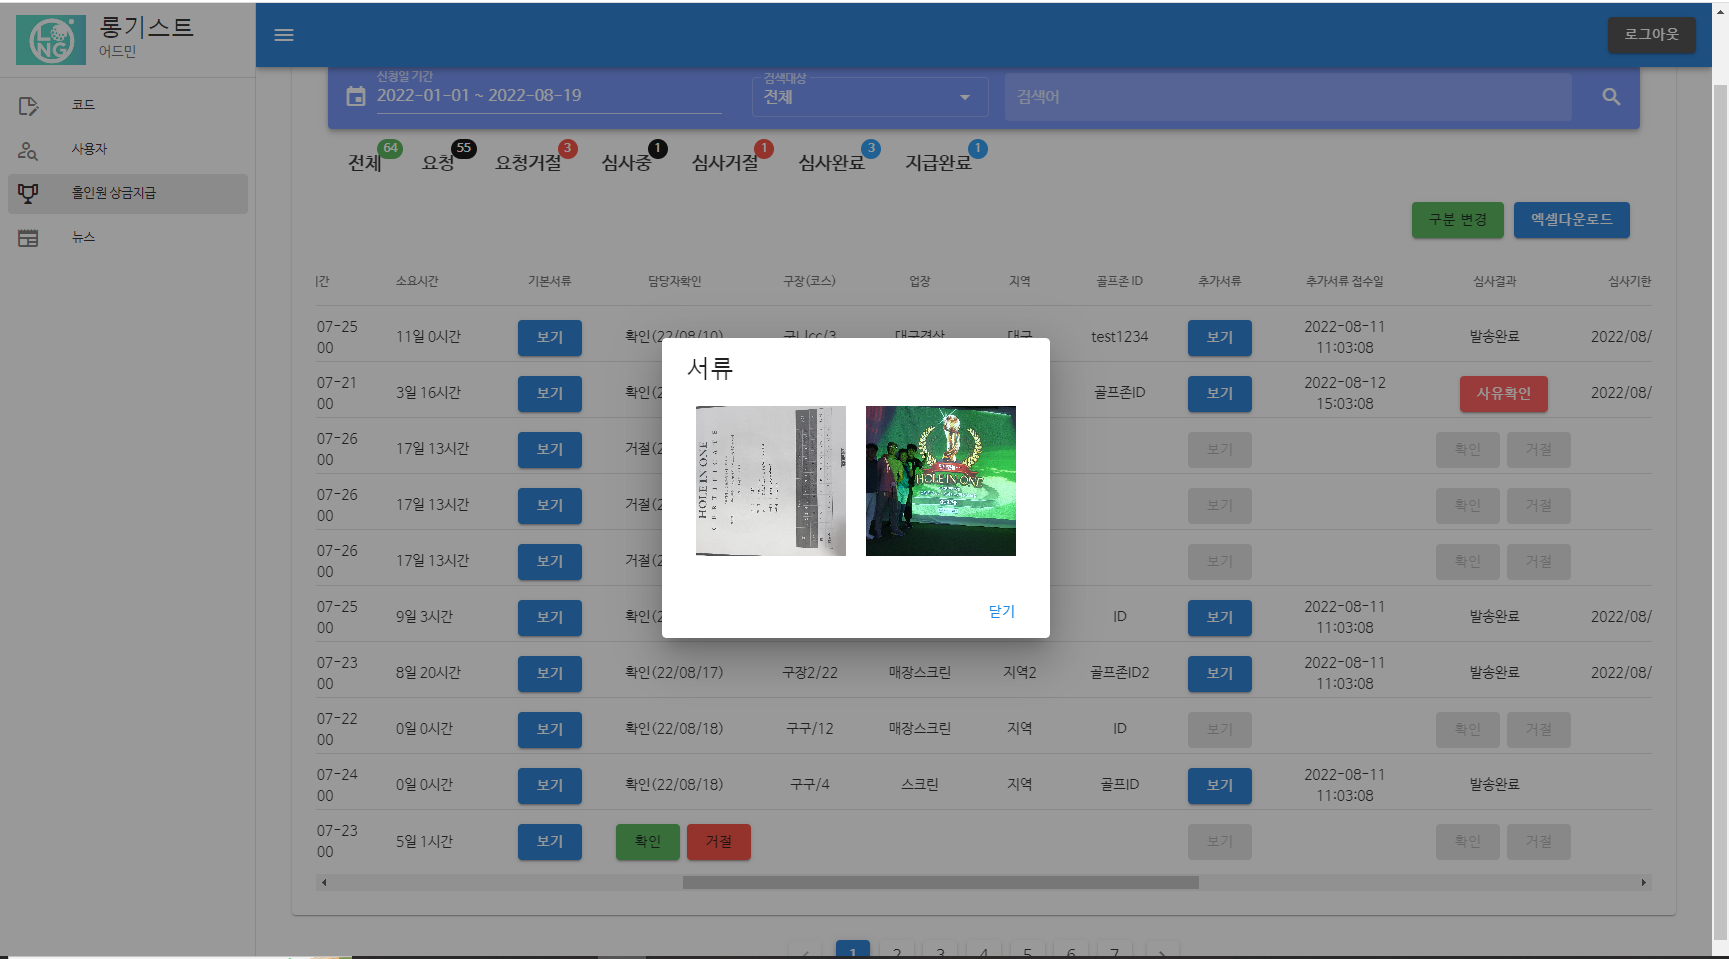 LONG
롱기스트
어드민
로그아웃
코드
사용자
홀인원 상금지급
뉴스
신청일 기간
2022-01-01 ~ 2022-08-19
검색대상
전체
검색어
전체 64
요청 55
요청거절 3
심사중 1
심사거절 1
심사완료 3
지급완료 1
구분 변경
엑셀다운로드
소요시간 기본서류 담당자확인 구장(코스) 업장 지역 골프존 ID 추가서류 추가서류 접수일 심사결과 심사기한
07-25 00 11일 0시간 보기 확인(22/08/10) test1234 보기 2022-08-11 11:03:08 발송완료 2022/08/
07-21 00 3일 16시간 보기 골프존ID 보기 2022-08-12 15:03:08 사유확인 2022/08/
07-26 00 17일 13시간 보기 거절(2 보기 확인 거절
07-26 00 17일 13시간 보기 거절(2 보기 확인 거절
07-26 00 17일 13시간 보기 거절(2 보기 확인 거절
07-25 00 9일 3시간 보기 확인(2 ID 보기 2022-08-11 11:03:08 발송완료 2022/08/
07-23 00 8일 20시간 보기 확인(22/08/17) 구장2/22 매장스크린 지역2 골프존ID2 보기 2022-08-11 11:03:08 발송완료 2022/08/
07-22 00 0일 0시간 보기 확인(22/08/18) 구구/12 매장스크린 지역 ID 보기 확인 거절
07-24 00 0일 0시간 보기 확인(22/08/18) 구구/4 스크린 지역 골프ID 보기 2022-08-11 11:03:08 발송완료
07-23 00 5일 1시간 보기 확인 거절 보기 확인 거절
서류
HOLE IN ONE
CERTIFICATE
HOLE IN ONE
닫기
1 2 3 4 5 6 7